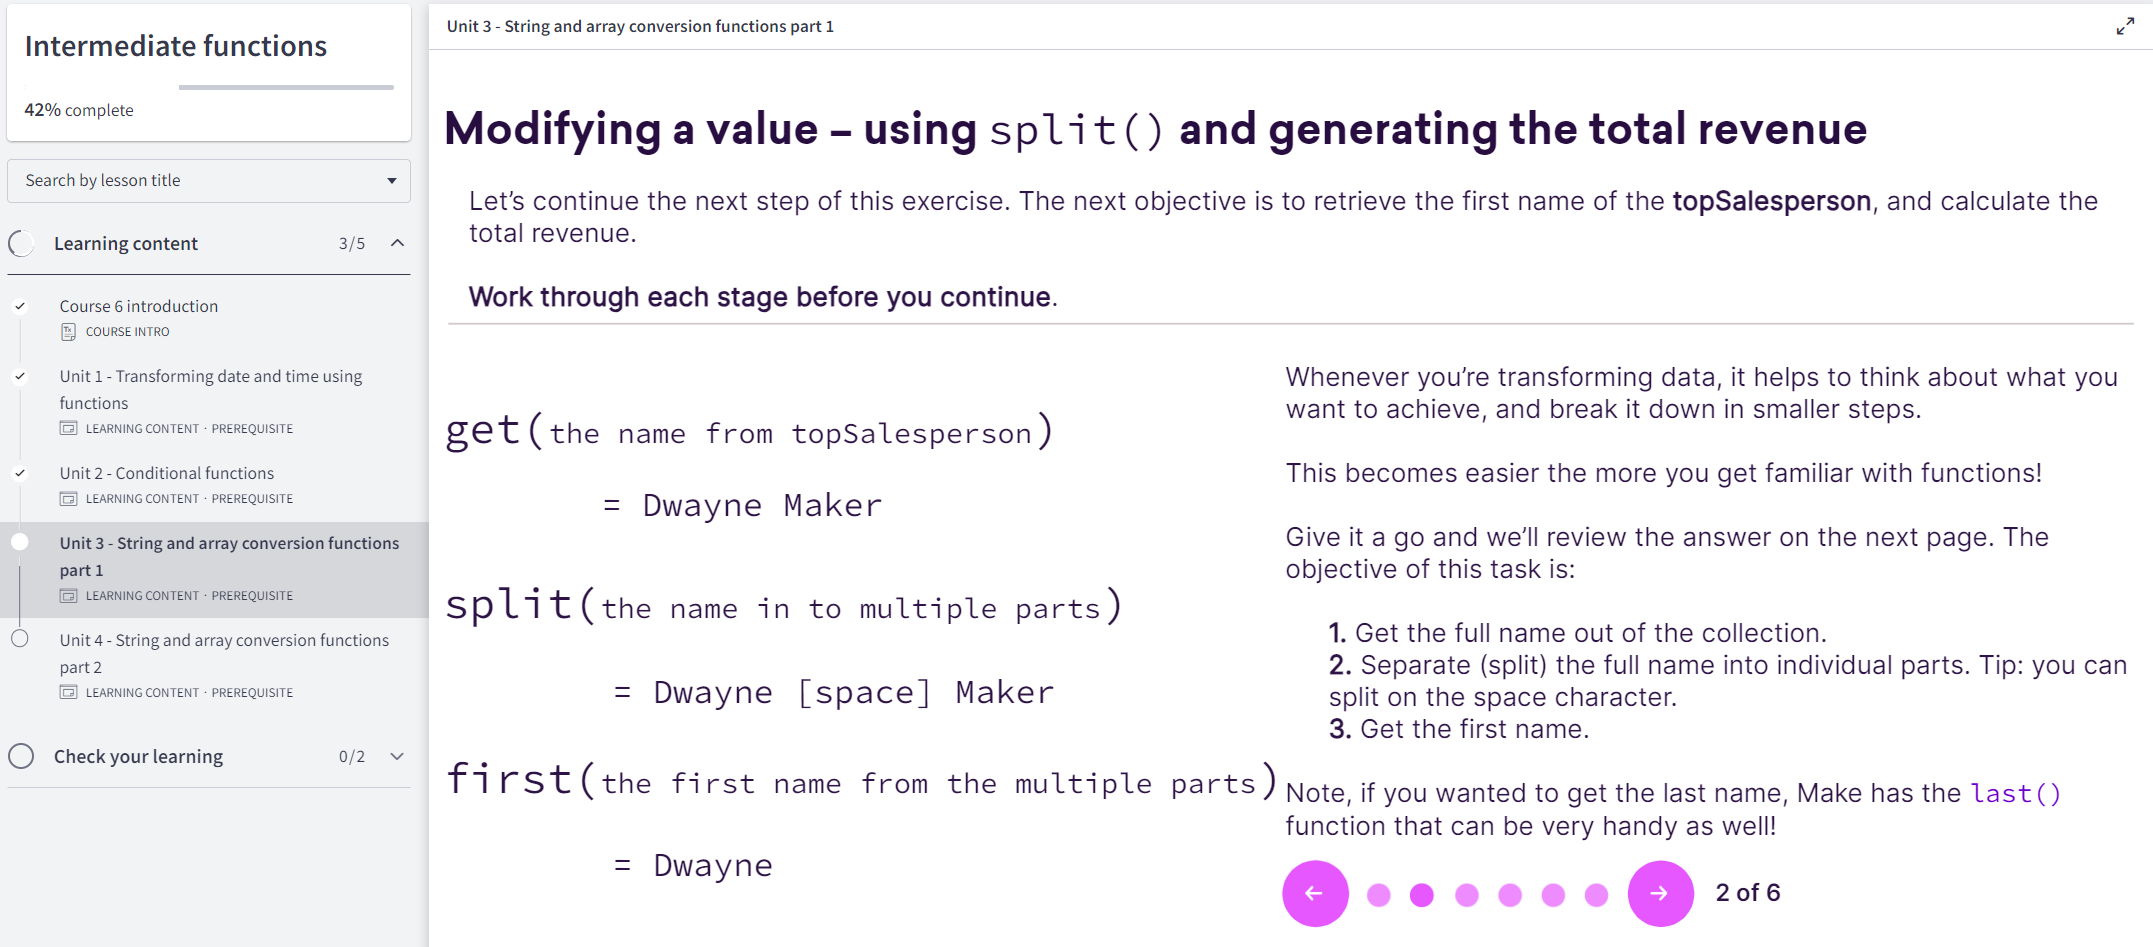 Intermediate functions
42% complete
Search by lesson title
Learning content 3/5
Course 6 introduction
COURSE INTRO
Unit 1 - Transforming date and time using
functions
LEARNING CONTENT · PREREQUISITE
Unit 2 - Conditional functions
LEARNING CONTENT · PREREQUISITE
Unit 3 - String and array conversion functions
part 1
LEARNING CONTENT · PREREQUISITE
Unit 4 - String and array conversion functions
part 2
LEARNING CONTENT · PREREQUISITE
Check your learning 0/2
Unit 3 - String and array conversion functions part 1
Modifying a value – using split() and generating the total revenue
Let’s continue the next step of this exercise. The next objective is to retrieve the first name of the topSalesperson, and calculate the
total revenue.
Work through each stage before you continue.
get(the name from topSalesperson)
= Dwayne Maker
split(the name in to multiple parts)
= Dwayne [space] Maker
first(the first name from the multiple parts)
= Dwayne
Whenever you’re transforming data, it helps to think about what you
want to achieve, and break it down in smaller steps.
This becomes easier the more you get familiar with functions!
Give it a go and we’ll review the answer on the next page. The
objective of this task is:
1. Get the full name out of the collection.
2. Separate (split) the full name into individual parts. Tip: you can
split on the space character.
3. Get the first name.
Note, if you wanted to get the last name, Make has the last()
function that can be very handy as well!
2 of 6